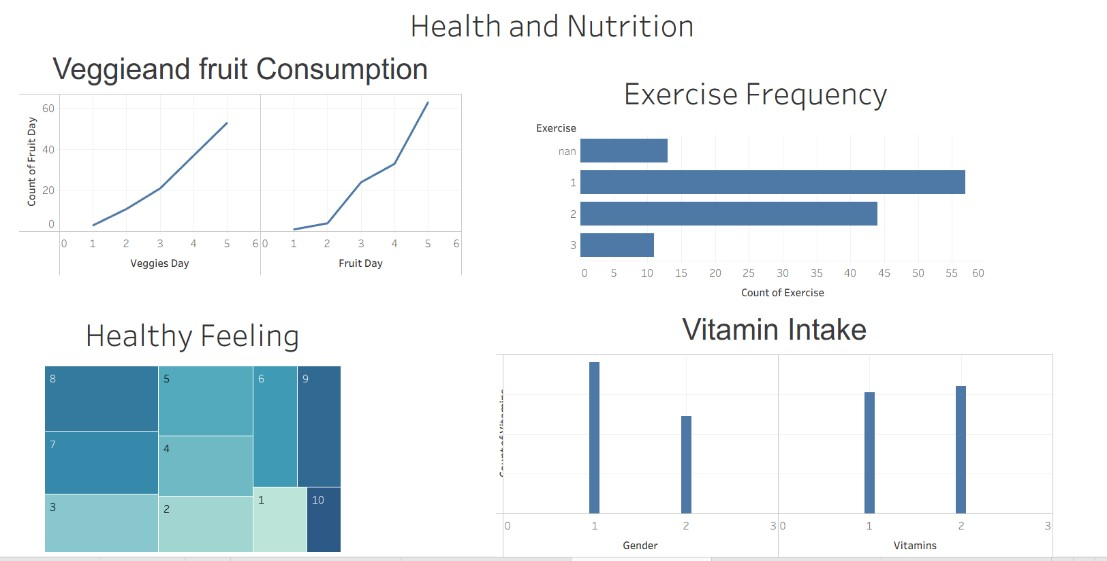 Health and Nutrition
Veggieand fruit Consumption
Count of Fruit Day
60
40
20
0
0 1 2 3 4 5 6 0 1 2 3 4 5 6
Veggies Day Fruit Day
Exercise Frequency
Exercise
nan
1
2
3
0 5 10 15 20 25 30 35 40 45 50 55 60
Count of Exercise
Healthy Feeling
8 5 6 9
7 4
3 2 1 10
Vitamin Intake
0 1 2 3 0 1 2 3
Gender Vitamins